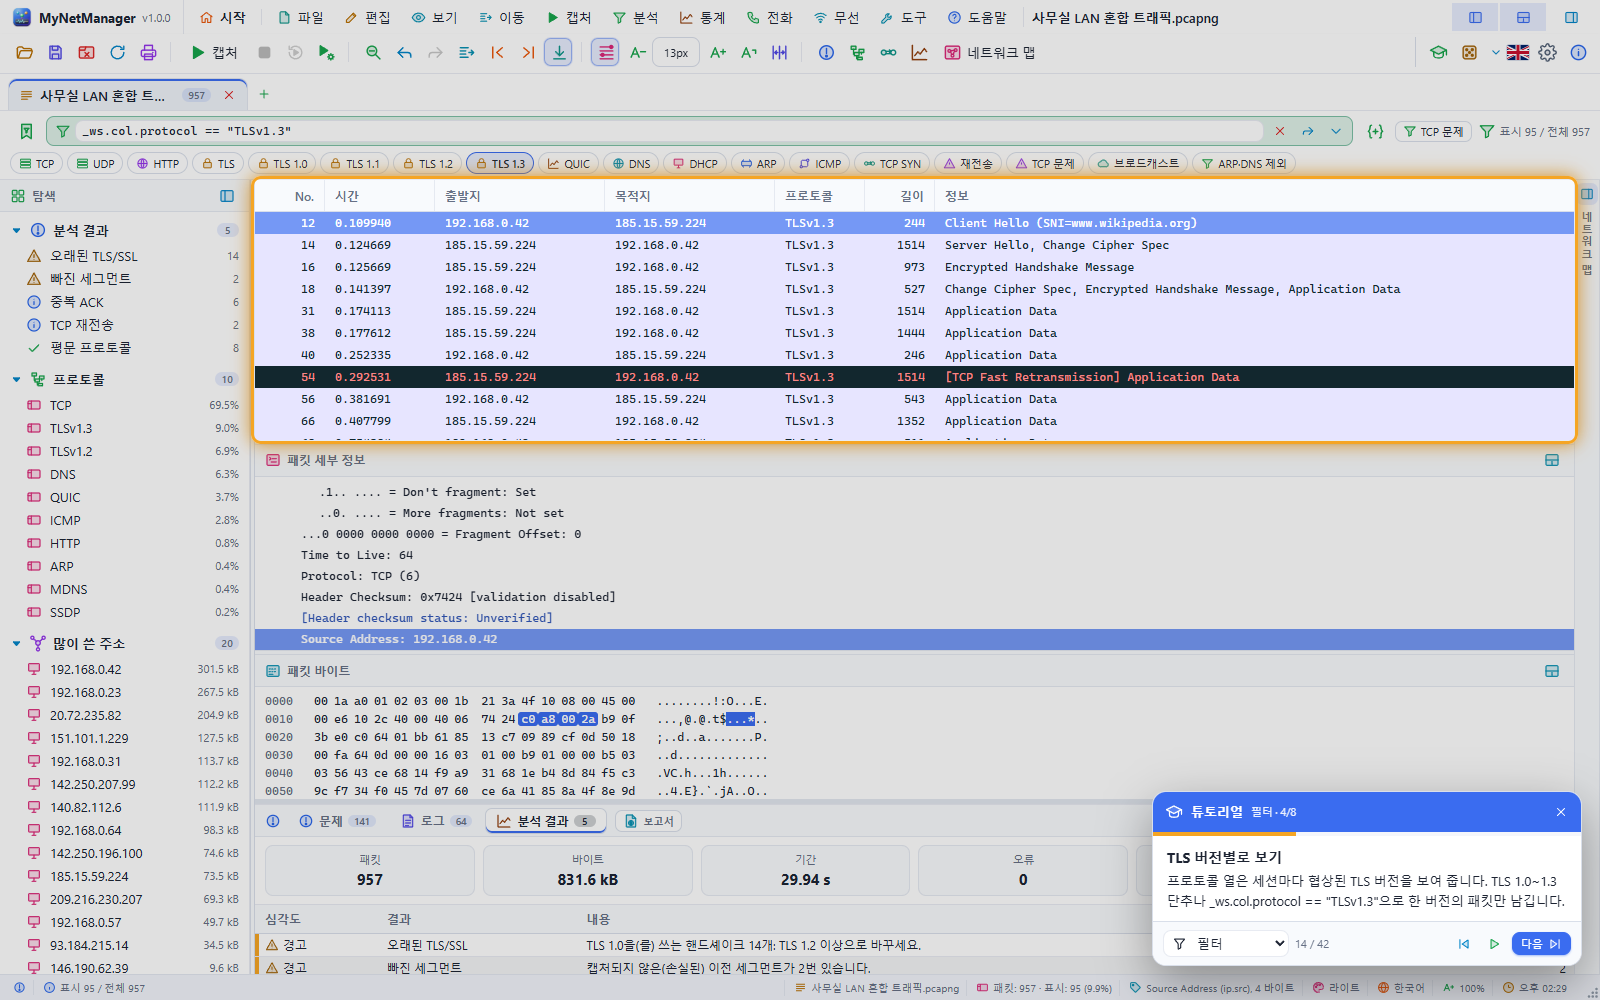 MyNetManager v1.0.0
시작 파일 편집 보기 이동 캡처 분석 통계 전화 무선 도구 도움말 사무실 LAN 혼합 트래픽.pcapng
캡처 A− 13px A+ A 네트워크 맵
사무실 LAN 혼합 트... 957
_ws.col.protocol == "TLSv1.3" TCP 문제 표시 95 / 전체 957
TCP UDP HTTP TLS TLS 1.0 TLS 1.1 TLS 1.2 TLS 1.3 QUIC DNS DHCP ARP ICMP TCP SYN 재전송 TCP 문제 브로드캐스트 ARP·DNS 제외
탐색
분석 결과 5
오래된 TLS/SSL 14
빠진 세그먼트 2
중복 ACK 6
TCP 재전송 2
평문 프로토콜 8
프로토콜 10
TCP 69.5%
TLSv1.3 9.0%
TLSv1.2 6.9%
DNS 6.3%
QUIC 3.7%
ICMP 2.8%
HTTP 0.8%
ARP 0.4%
MDNS 0.4%
SSDP 0.2%
많이 쓴 주소 20
192.168.0.42 301.5 kB
192.168.0.23 267.5 kB
20.72.235.82 204.9 kB
151.101.1.229 127.5 kB
192.168.0.31 113.7 kB
142.250.207.99 112.2 kB
140.82.112.6 111.9 kB
192.168.0.64 98.3 kB
142.250.196.100 74.6 kB
185.15.59.224 73.5 kB
209.216.230.207 69.3 kB
192.168.0.57 49.7 kB
93.184.215.14 34.5 kB
146.190.62.39 9.6 kB
No. 시간 출발지 목적지 프로토콜 길이 정보
12 0.109940 192.168.0.42 185.15.59.224 TLSv1.3 244 Client Hello (SNI=www.wikipedia.org)
14 0.124669 185.15.59.224 192.168.0.42 TLSv1.3 1514 Server Hello, Change Cipher Spec
16 0.125669 185.15.59.224 192.168.0.42 TLSv1.3 973 Encrypted Handshake Message
18 0.141397 192.168.0.42 185.15.59.224 TLSv1.3 527 Change Cipher Spec, Encrypted Handshake Message, Application Data
31 0.174113 185.15.59.224 192.168.0.42 TLSv1.3 1514 Application Data
38 0.177612 185.15.59.224 192.168.0.42 TLSv1.3 1444 Application Data
40 0.252335 192.168.0.42 185.15.59.224 TLSv1.3 246 Application Data
54 0.292531 185.15.59.224 192.168.0.42 TLSv1.3 1514 [TCP Fast Retransmission] Application Data
56 0.381691 192.168.0.42 185.15.59.224 TLSv1.3 543 Application Data
66 0.407799 185.15.59.224 192.168.0.42 TLSv1.3 1352 Application Data
네트워크 맵
패킷 세부 정보
.1.. .... = Don't fragment: Set
..0. .... = More fragments: Not set
...0 0000 0000 0000 = Fragment Offset: 0
Time to Live: 64
Protocol: TCP (6)
Header Checksum: 0x7424 [validation disabled]
[Header checksum status: Unverified]
Source Address: 192.168.0.42
패킷 바이트
0000 00 1a a0 01 02 03 00 1b 21 3a 4f 10 08 00 45 00 ........!:O...E.
0010 00 e6 10 2c 40 00 40 06 74 24 c0 a8 00 2a b9 0f ...,@.@.t$...*..
0020 3b e0 c0 64 01 bb 61 85 13 c7 09 89 cf 0d 50 18 ;..d..a.......P.
0030 00 fa 64 0d 00 00 16 03 01 00 b9 01 00 00 b5 03 ..d.............
0040 03 56 43 ce 68 14 f9 a9 31 68 1e b4 8d 84 f5 c3 .VC.h...1h......
0050 9c f7 34 f0 45 7d 07 60 ce 6a 41 85 8a 4f 8e 9d ..4.E}.`.jA..O..
문제 141 로그 64 분석 결과 5 보고서
패킷 바이트 기간 오류
957 831.6 kB 29.94 s 0
심각도 결과 내용
경고 오래된 TLS/SSL TLS 1.0을(를) 쓰는 핸드셰이크 14개: TLS 1.2 이상으로 바꾸세요.
경고 빠진 세그먼트 캡처되지 않은(손실된) 이전 세그먼트가 2번 있습니다. 2
튜토리얼 필터 · 4/8
TLS 버전별로 보기
프로토콜 열은 세션마다 협상된 TLS 버전을 보여 줍니다. TLS 1.0~1.3
단추나 _ws.col.protocol == "TLSv1.3"으로 한 버전의 패킷만 남깁니다.
필터 14 / 42 다음
표시 95 / 전체 957 사무실 LAN 혼합 트래픽.pcapng 패킷: 957 · 표시: 95 (9.9%) Source Address (ip.src), 4 바이트 라이트 한국어 100% 오후 02:29